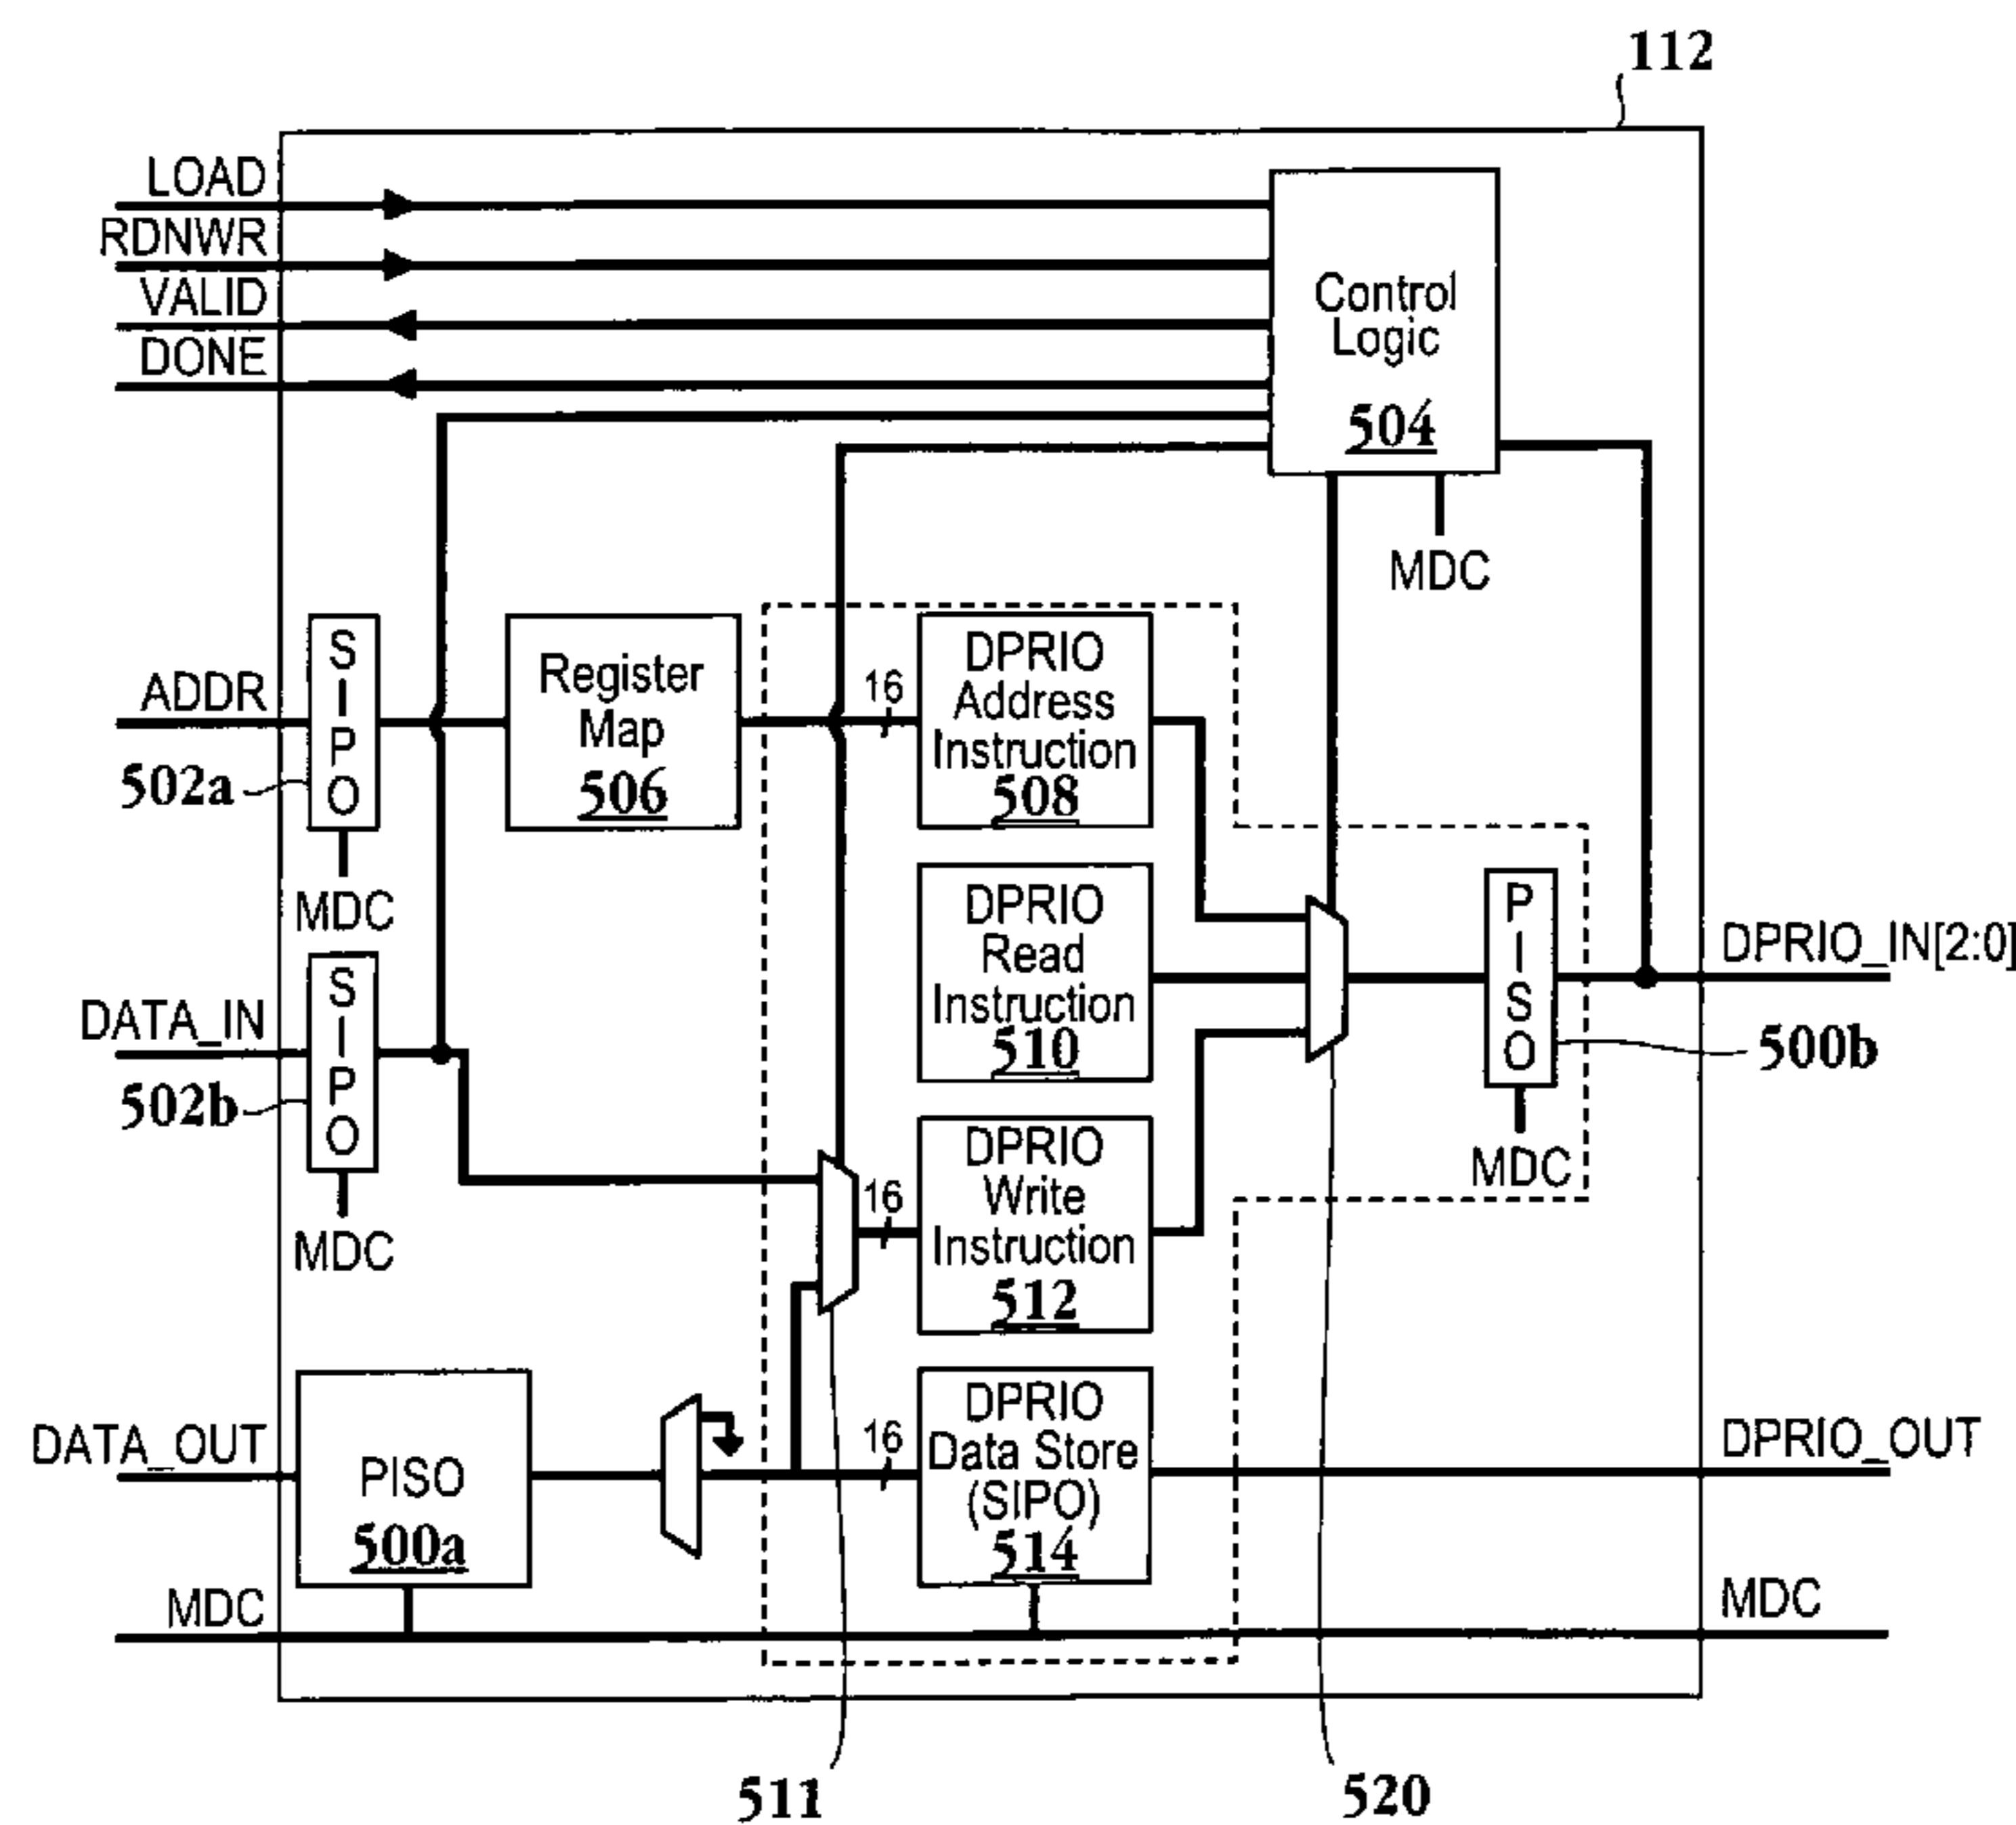 112
LOAD
RDNWR
VALID
DONE
Control
Logic
504
MDC
ADDR
S
I
P
O
502a
MDC
Register
Map
506
16
DPRIO
Address
Instruction
508
DPRIO
Read
Instruction
510
P
I
S
O
DPRIO_IN[2:0]
500b
MDC
DATA_IN
S
I
P
O
502b
MDC
16
DPRIO
Write
Instruction
512
DATA_OUT
PISO
500a
16
DPRIO
Data Store
(SIPO)
514
DPRIO_OUT
MDC
MDC
511
520